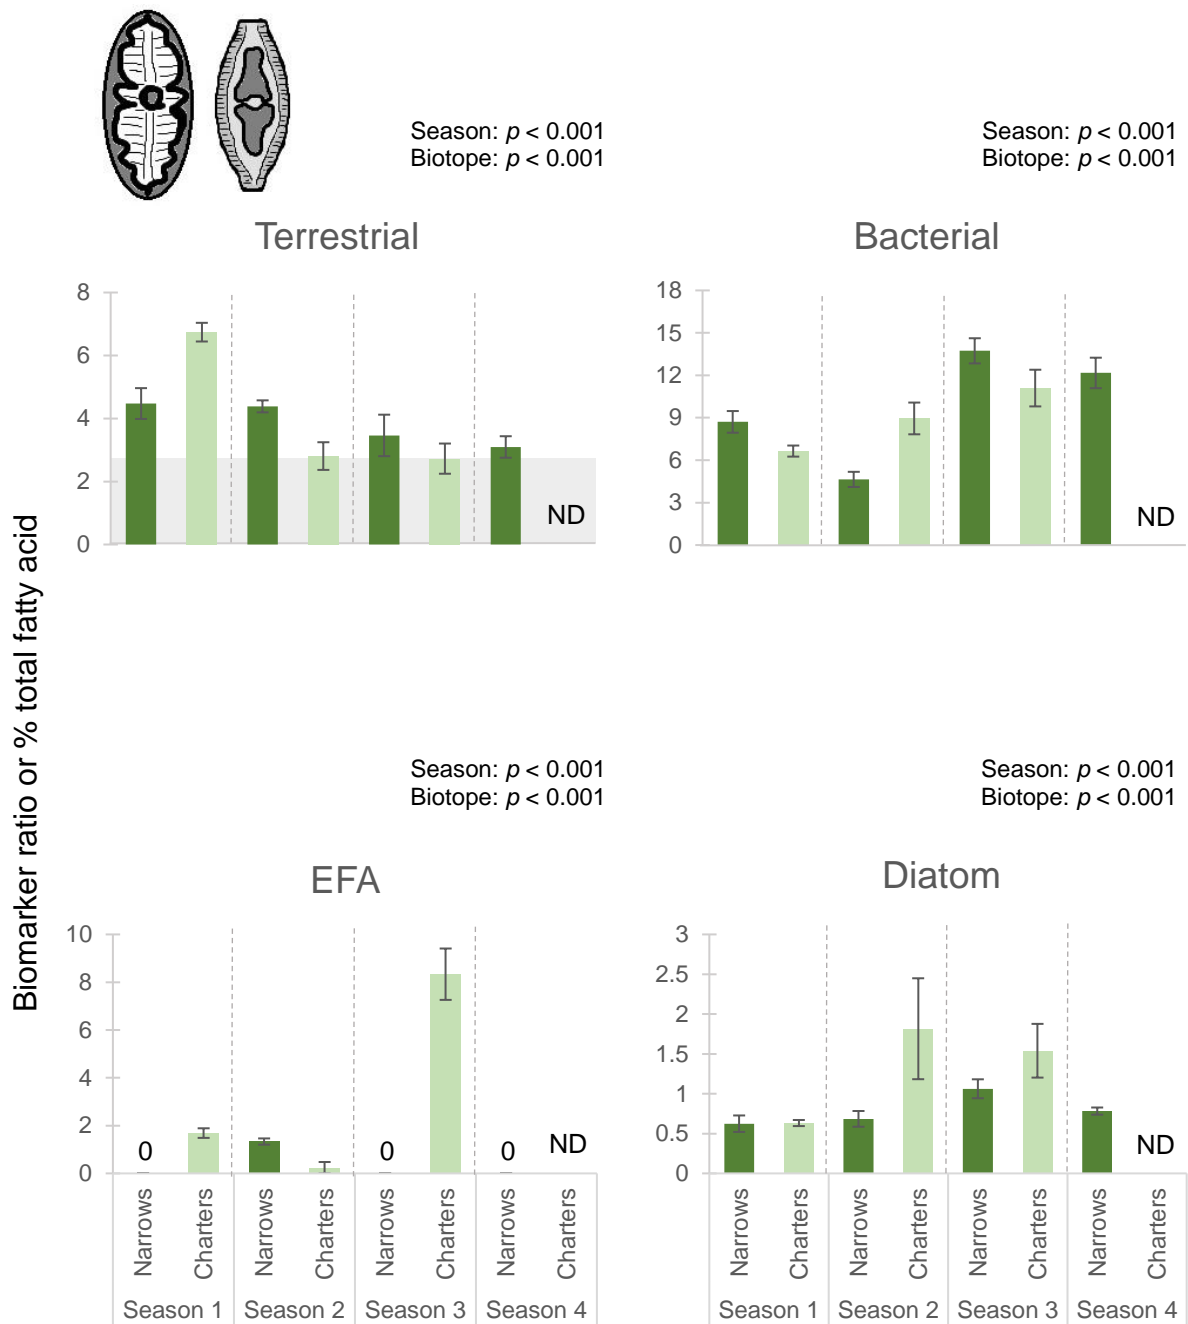 Season: p < 0.001
Biotope: p < 0.001
Season: p < 0.001
Biotope: p < 0.001
Terrestrial
Bacterial
Biomarker ratio or % total fatty acid
8
6
4
2
0
ND
18
15
12
9
6
3
0
ND
Season: p < 0.001
Biotope: p < 0.001
Season: p < 0.001
Biotope: p < 0.001
EFA
Diatom
10
8
6
4
2
0
0
0
0
ND
Narrows
Charters
Narrows
Charters
Narrows
Charters
Narrows
Charters
Season 1
Season 2
Season 3
Season 4
3
2.5
2
1.5
1
0.5
0
ND
Narrows
Charters
Narrows
Charters
Narrows
Charters
Narrows
Charters
Season 1
Season 2
Season 3
Season 4